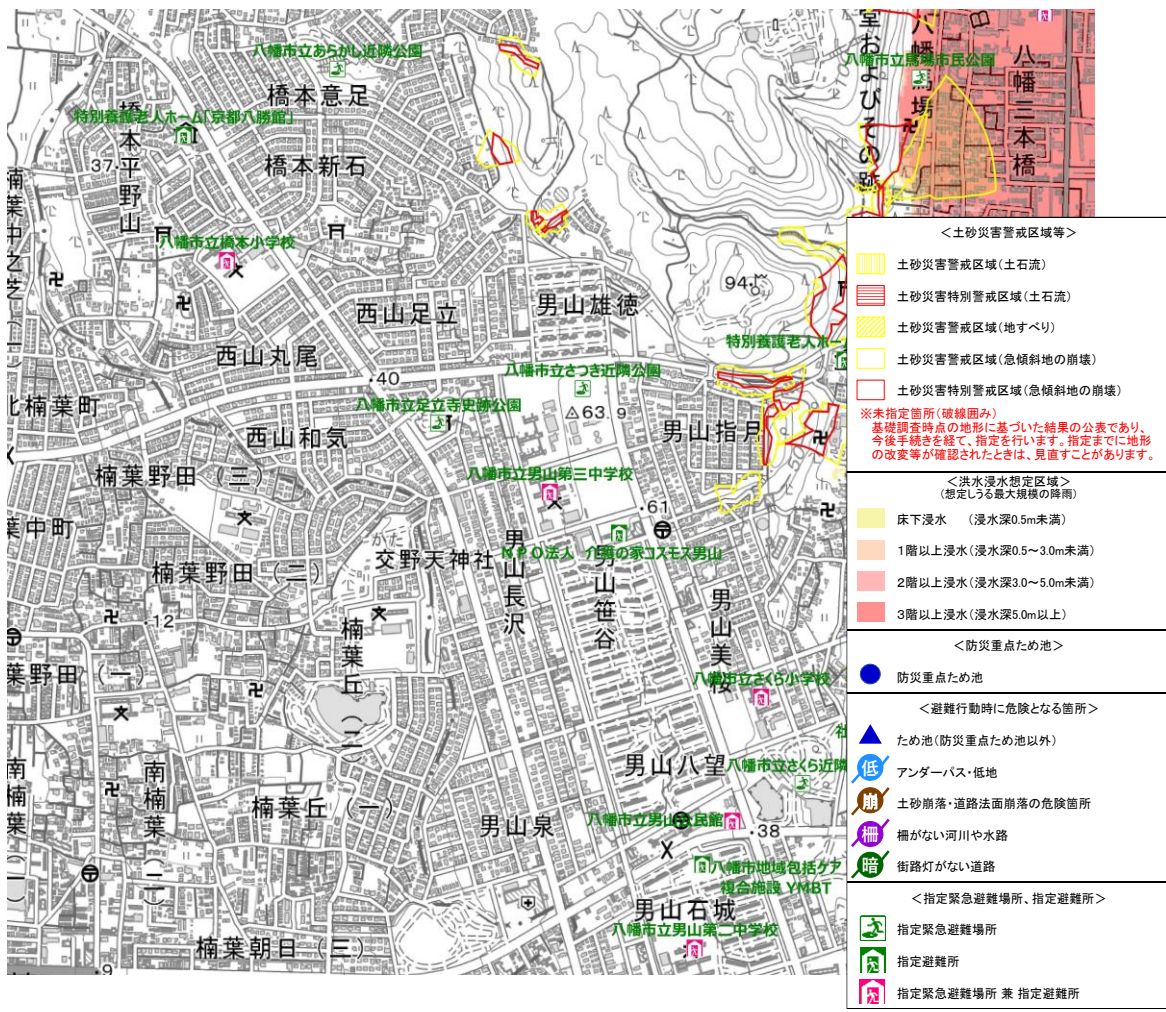 八幡市立あらかし近隣公園
橋本意足
特別養護老人ホーム「京都八勝館」
橋本平野山
37
橋本新石
八幡市立橋本小学校
西山足立
男山雄徳
西山丸尾
40
八幡市立さつき近隣公園
63.9
八幡市立足立寺史跡公園
北楠葉町
西山和気
男山指月
楠葉中之芝
楠葉野田(三)
八幡市立男山第三中学校
61
葉中町
かた
交野天神社
NPO法人 介護の家コスモス男山
楠葉野田(二)
男山長沢
男山笹谷
男山美桜
12
葉野田(一)
楠葉丘(二)
八幡市立さくら小学校
社
男山八望
八幡市立さくら近隣
南楠葉
南楠葉(二)
楠葉丘(一)
男山泉
38
八幡市地域包括ケア
複合施設 YMBT
男山石城
八幡市立男山第二中学校
楠葉朝日(三)
9
堂およびその跡
八幡馬場
八幡市立馬場市民公園
八幡三本橋
94
特別養護老人ホー
<土砂災害警戒区域等>
土砂災害警戒区域(土石流)
土砂災害特別警戒区域(土石流)
土砂災害警戒区域(地すべり)
土砂災害警戒区域(急傾斜地の崩壊)
土砂災害特別警戒区域(急傾斜地の崩壊)
※未指定箇所(破線囲み)
基礎調査時点の地形に基づいた結果の公表であり、
今後手続きを経て、指定を行います。指定までに地形
の改変等が確認されたときは、見直すことがあります。
<洪水浸水想定区域>
(想定しうる最大規模の降雨)
床下浸水 (浸水深0.5m未満)
1階以上浸水(浸水深0.5~3.0m未満)
2階以上浸水(浸水深3.0~5.0m未満)
3階以上浸水(浸水深5.0m以上)
<防災重点ため池>
防災重点ため池
<避難行動時に危険となる箇所>
ため池(防災重点ため池以外)
低 アンダーパス・低地
崩 土砂崩落・道路法面崩落の危険箇所
柵 柵がない河川や水路
暗 街路灯がない道路
<指定緊急避難場所、指定避難所>
指定緊急避難場所
指定避難所
指定緊急避難場所 兼 指定避難所